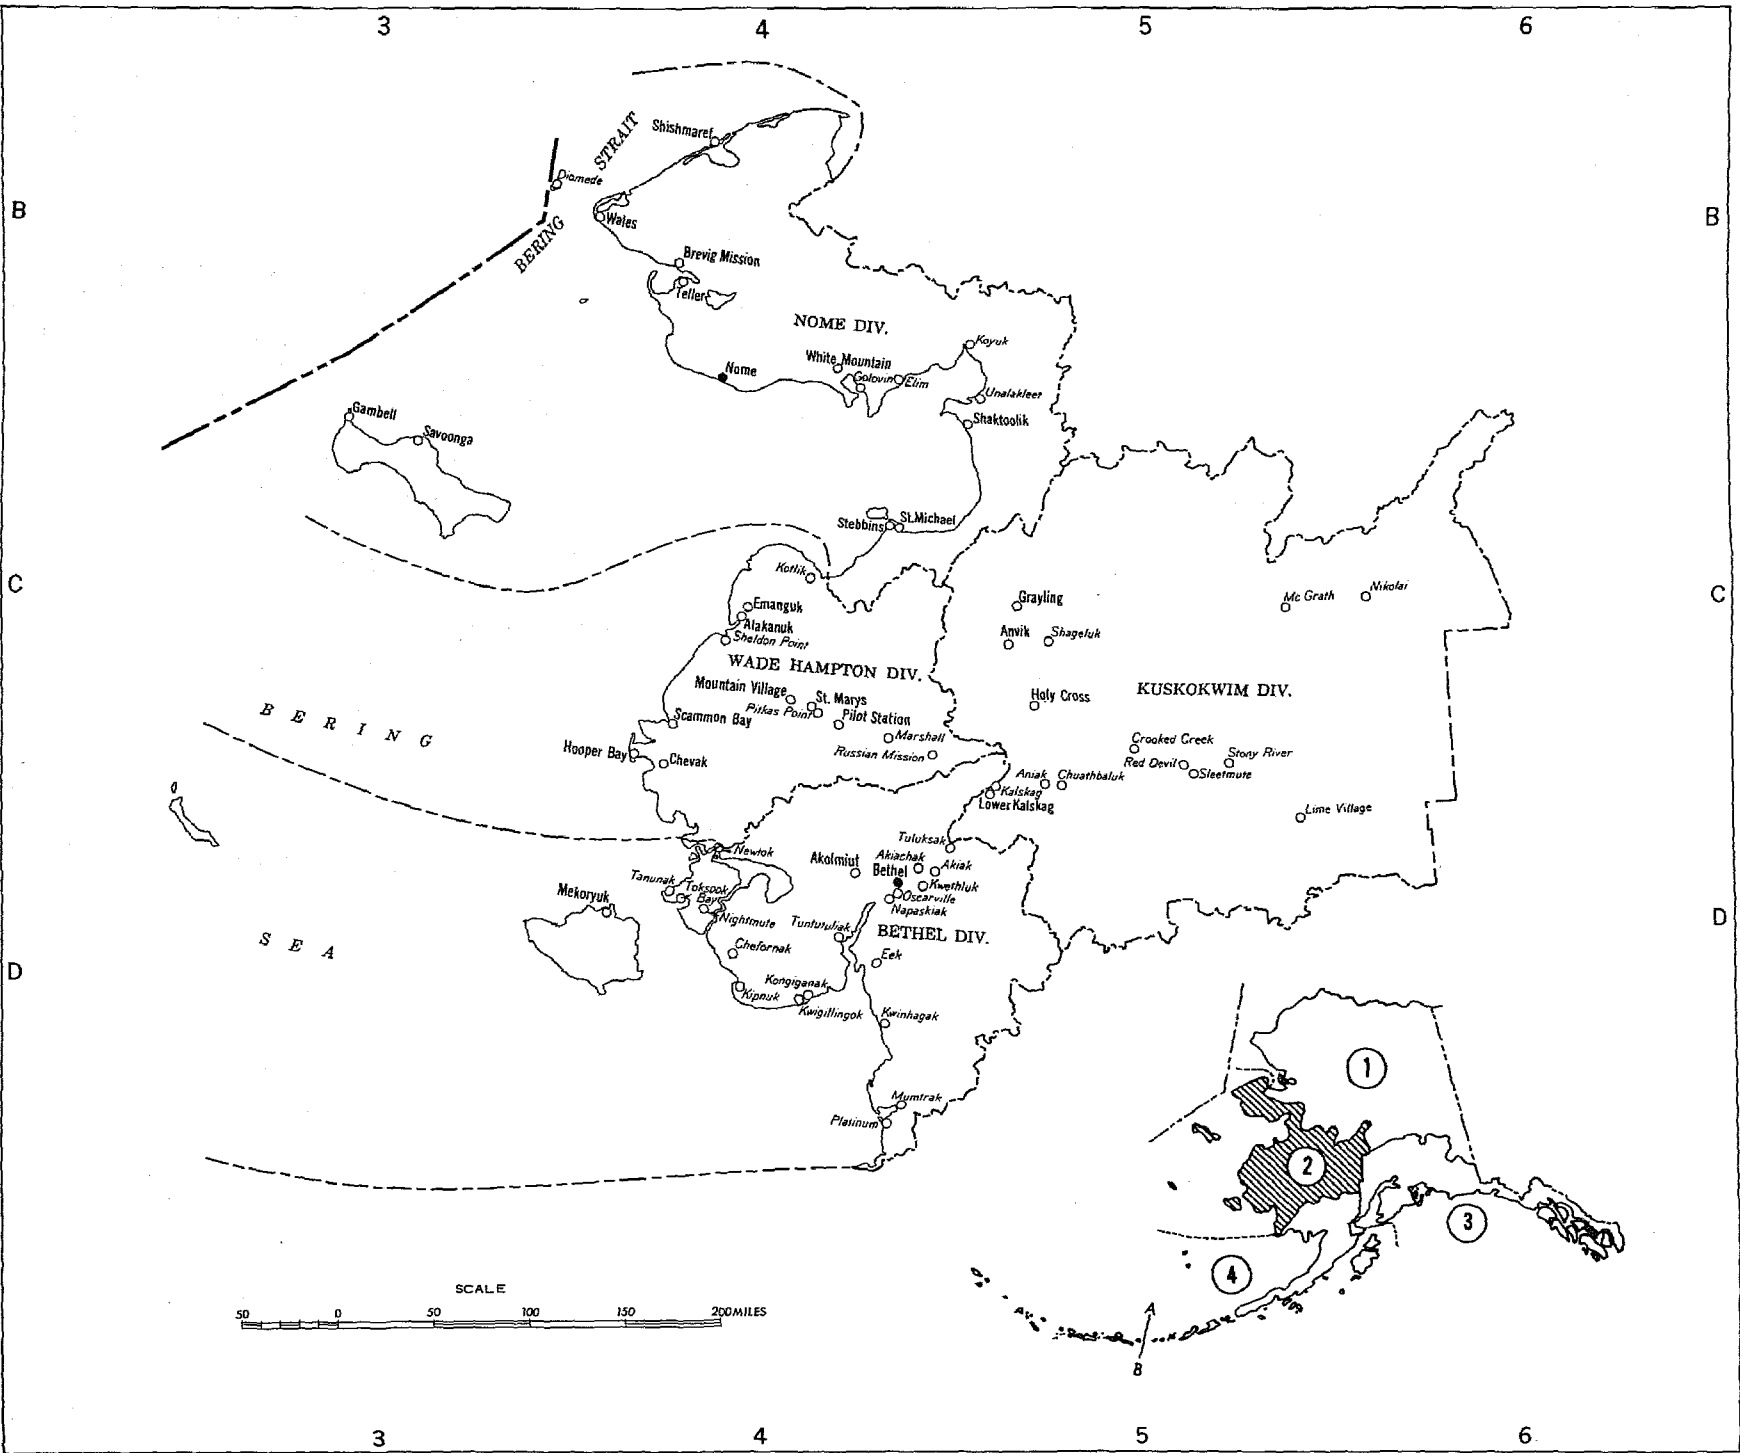 3 4 5 6
B B
STRAIT
BERING
Shishmaref
Diomede
Wales
Brevig Mission
Teller
NOME DIV.
Koyuk
White Mountain
Nome
Golovin
Elim
Unalakleet
Shaktoolik
Gambell
Savoonga
Stebbins
St. Michael
C C
Kotlik
Emanguk
Alakanuk
Sheldon Point
WADE HAMPTON DIV.
Mountain Village
St. Marys
Pitkas Point
Pilot Station
Scammon Bay
Marshall
Hooper Bay
Chevak
Russian Mission
Grayling
Anvik
Shageluk
Mc Grath
Nikolai
Holy Cross
KUSKOKWIM DIV.
Crooked Creek
Red Devil
Stony River
Sleetmute
Aniak
Chuathbaluk
Kalskag
Lower Kalskag
Lime Village
BERING
SEA
D D
Tuluksak
Newtok
Akolmiut
Akiachak
Akiak
Bethel
Kwethluk
Oscarville
Napaskiak
Tanunak
Toksook
Bay
Mekoryuk
Nightmute
Tuntutuliak
BETHEL DIV.
Chefornak
Eek
Kongiganak
Kipnuk
Kwigillingok
Kwinhagak
Mumtrak
Platinum
1
2
3
4
A
B
SCALE
50 0 50 100 150 200 MILES
3 4 5 6